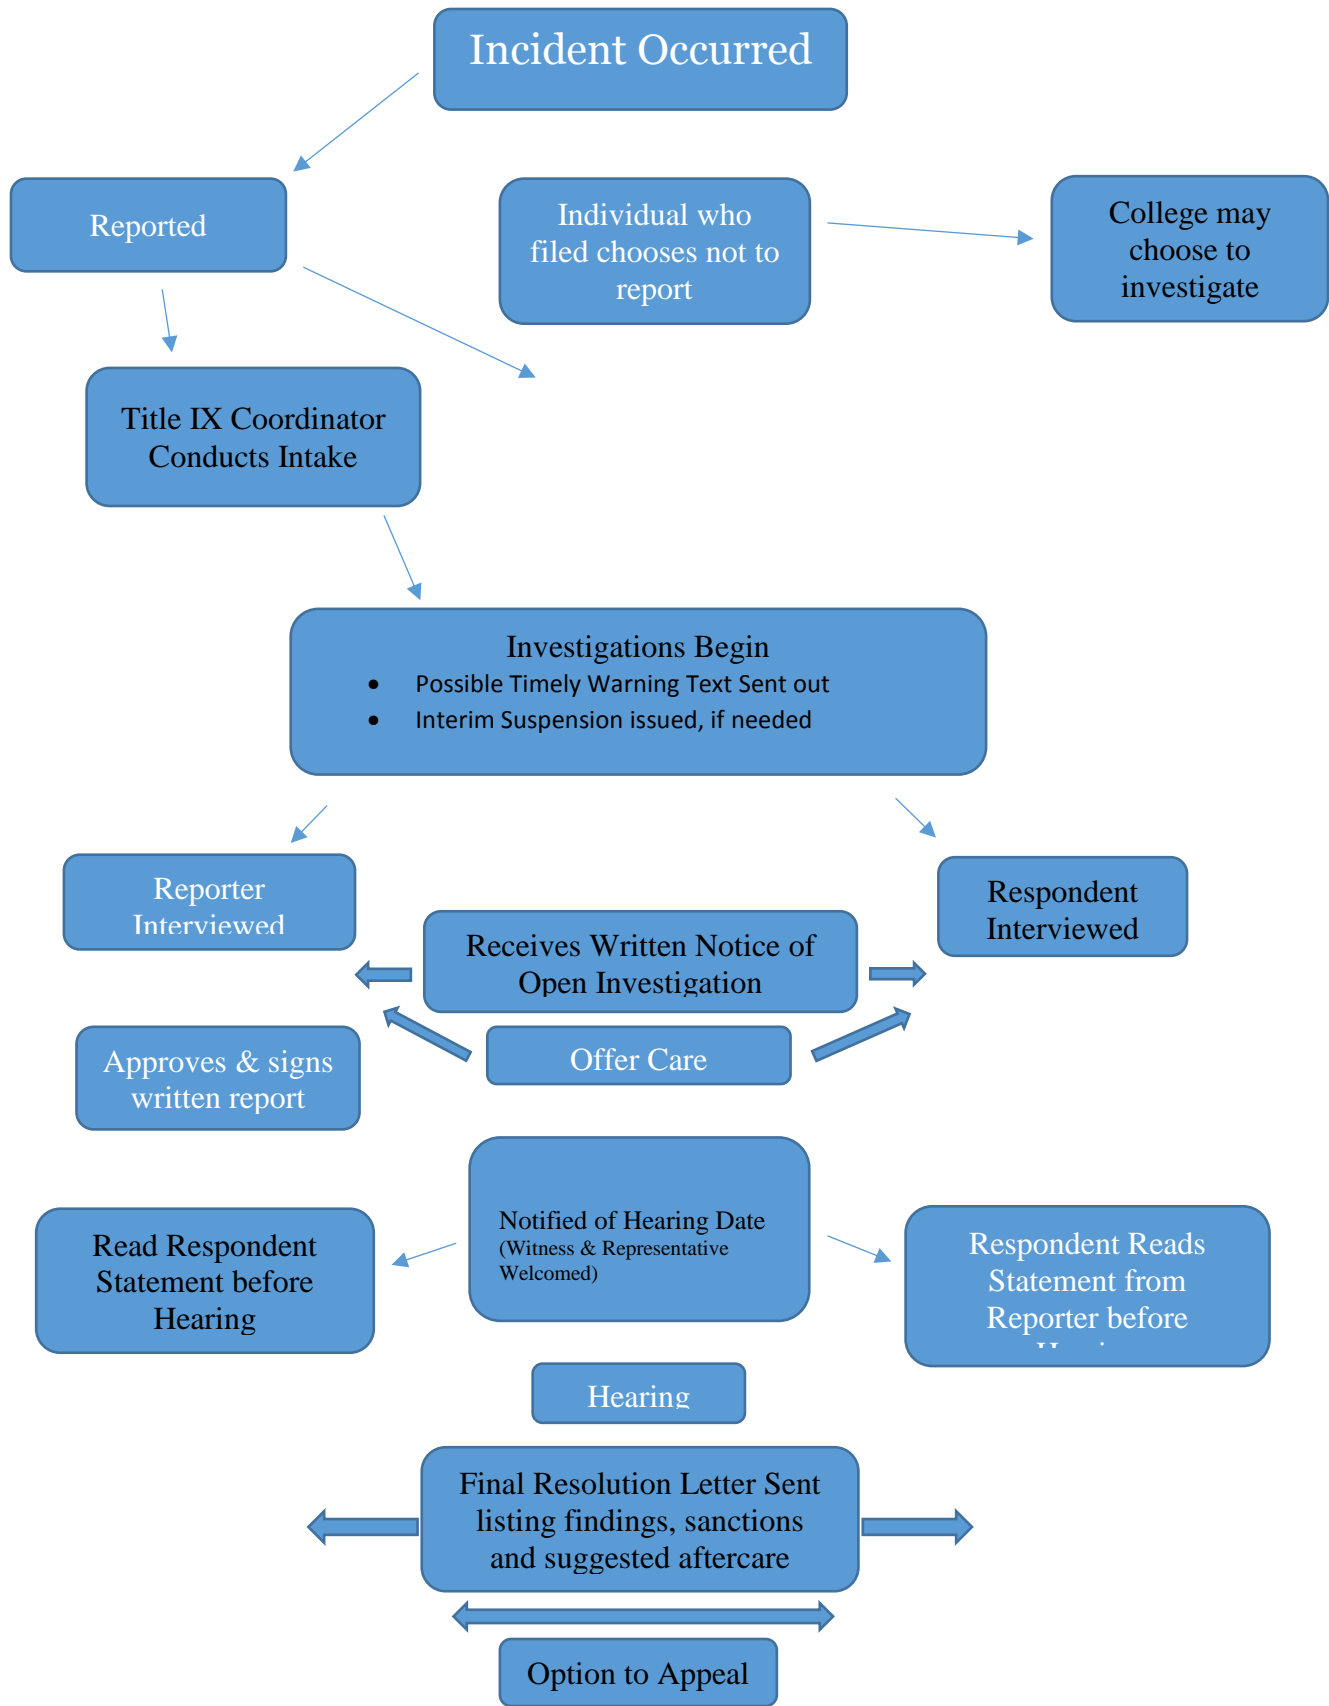 Incident Occurred
Reported
Individual who
filed chooses not to
report
College may
choose to
investigate
Title IX Coordinator
Conducts Intake
Investigations Begin
• Possible Timely Warning Text Sent out
• Interim Suspension issued, if needed
Reporter
Interviewed
Respondent
Interviewed
Receives Written Notice of
Open Investigation
Offer Care
Approves & signs
written report
Notified of Hearing Date
(Witness & Representative
Welcomed)
Read Respondent
Statement before
Hearing
Respondent Reads
Statement from
Reporter before
Hearing
Final Resolution Letter Sent
listing findings, sanctions
and suggested aftercare
Option to Appeal